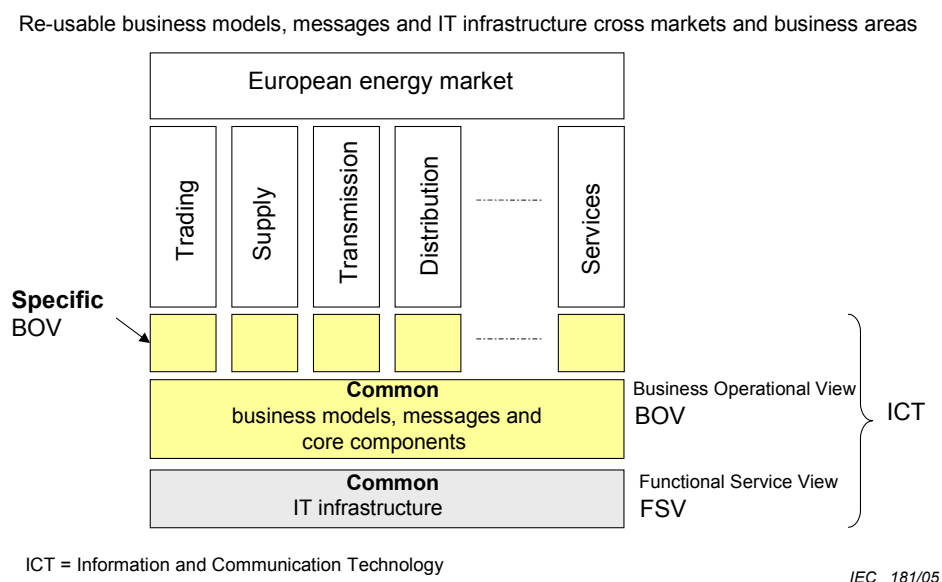 Re-usable business models, messages and IT infrastructure cross markets and business areas
European energy market
Trading
Supply
Transmission
Distribution
Services
Specific
BOV
Common
business models, messages and
core components
Business Operational View
BOV
ICT
Common
IT infrastructure
Functional Service View
FSV
ICT = Information and Communication Technology
IEC 181/05